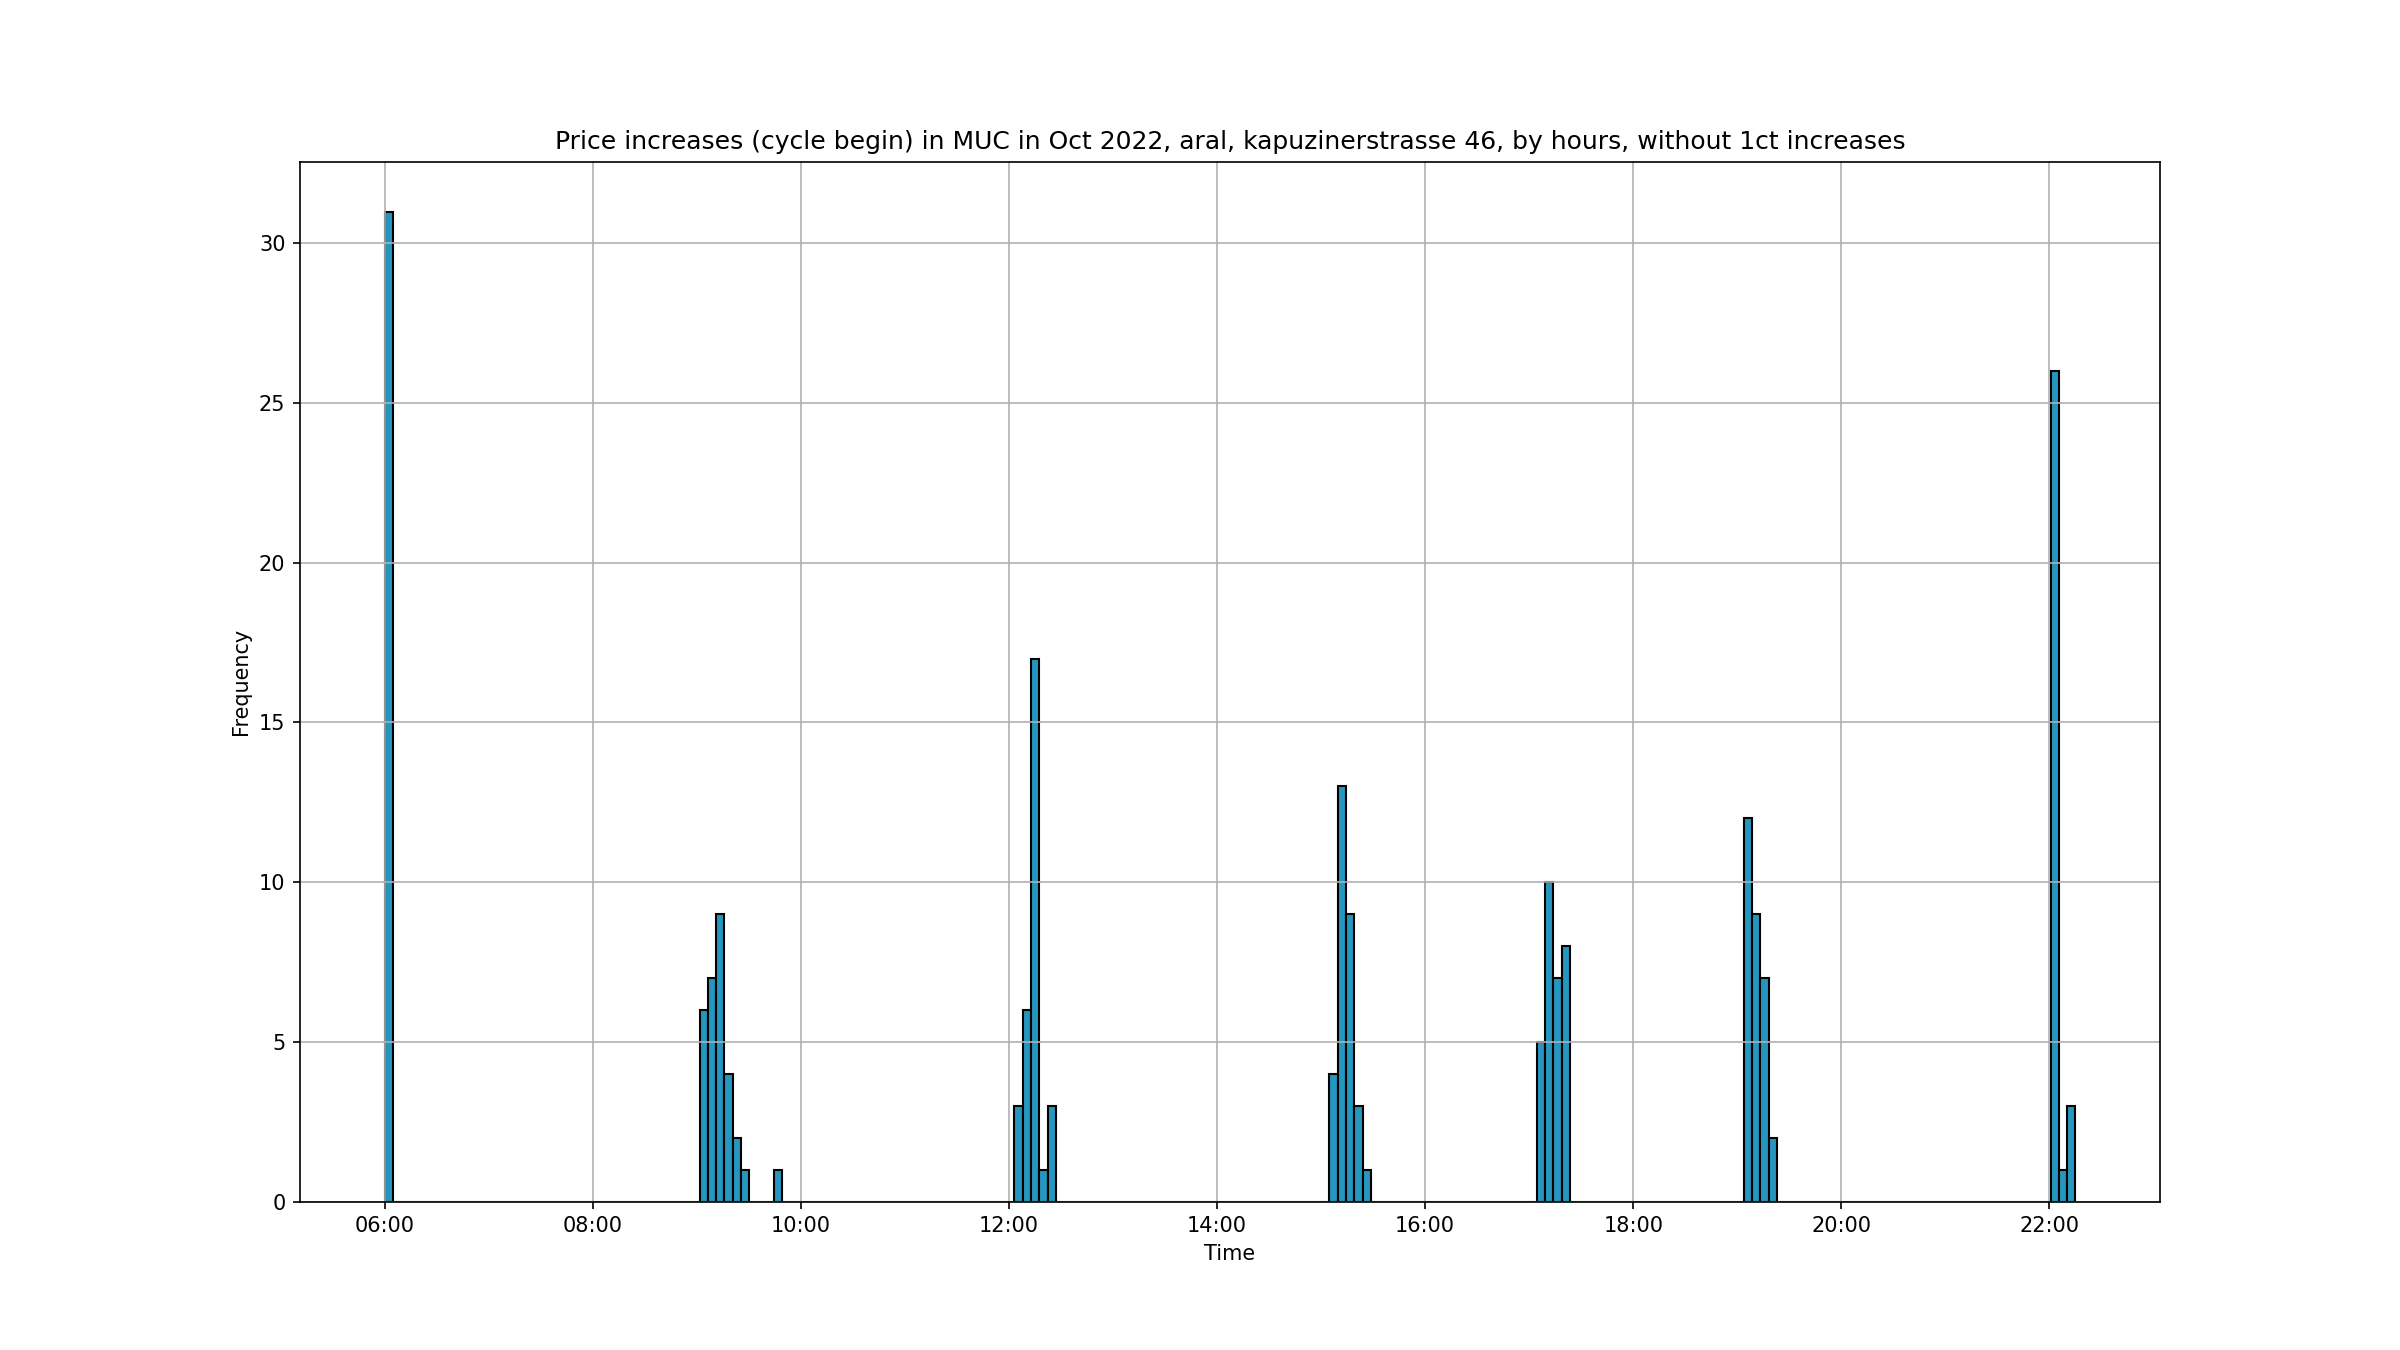 Price increases (cycle begin) in MUC in Oct 2022, aral, kapuzinerstrasse 46, by hours, without 1ct increases
Frequency
30
25
20
15
10
5
0
06:00 08:00 10:00 12:00 14:00 16:00 18:00 20:00 22:00
Time